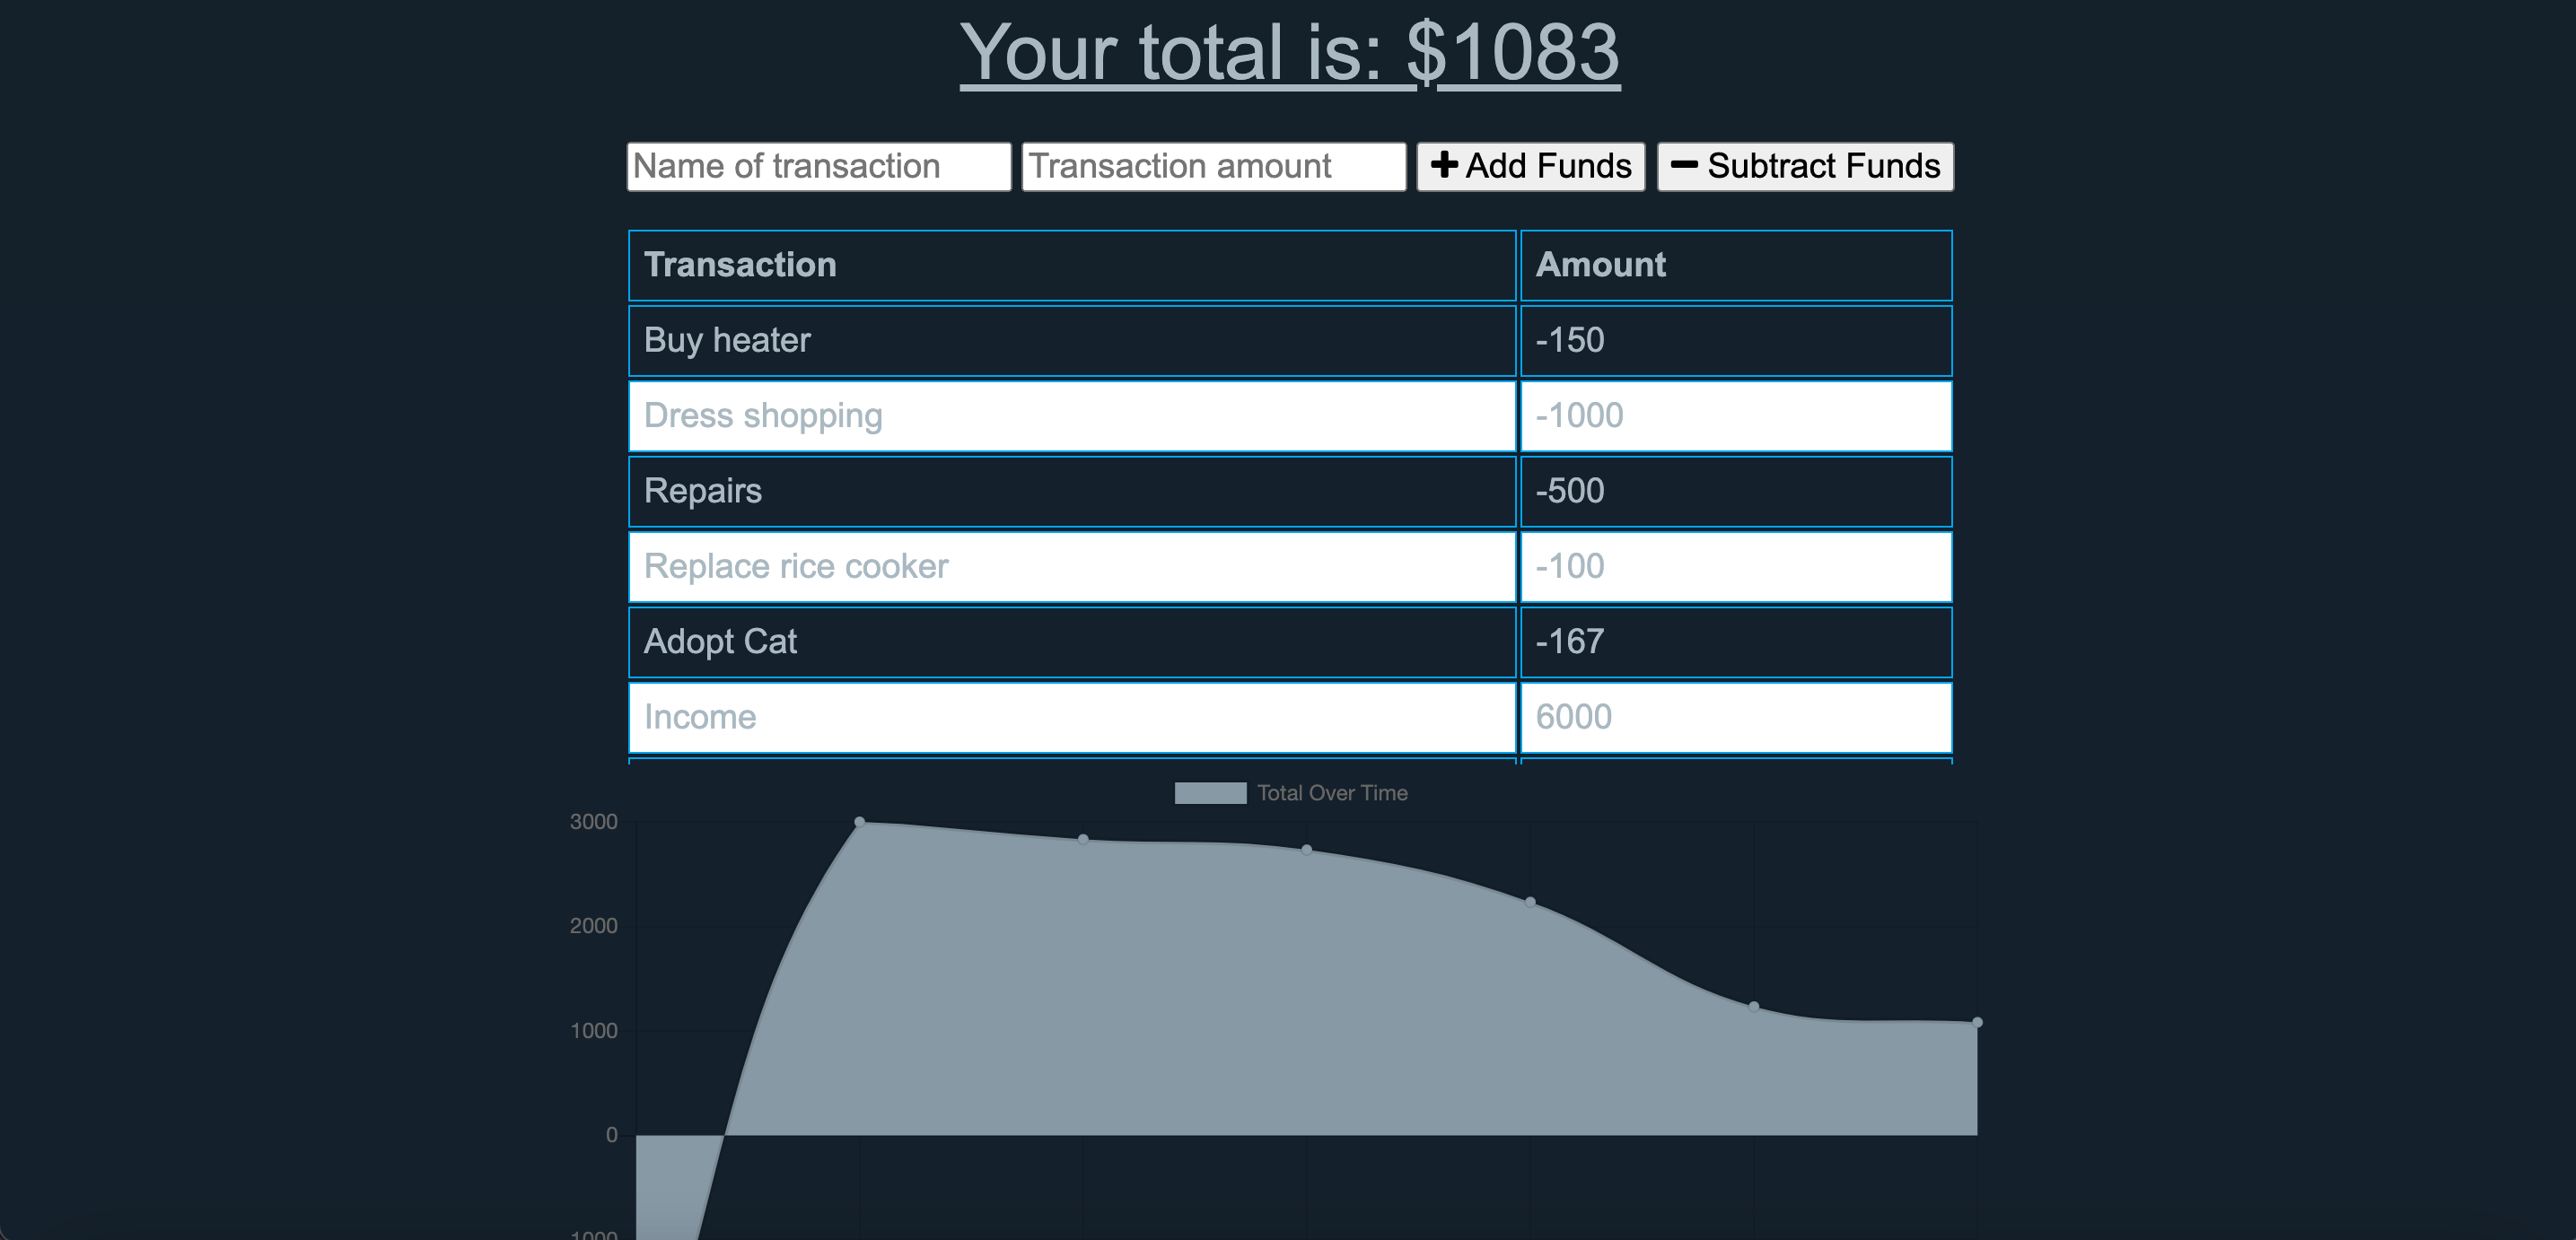 Your total is: $1083
Name of transaction Transaction amount Add Funds Subtract Funds
Transaction Amount
Buy heater -150
Dress shopping -1000
Repairs -500
Replace rice cooker -100
Adopt Cat -167
Income 6000
Total Over Time
3000
2000
1000
0